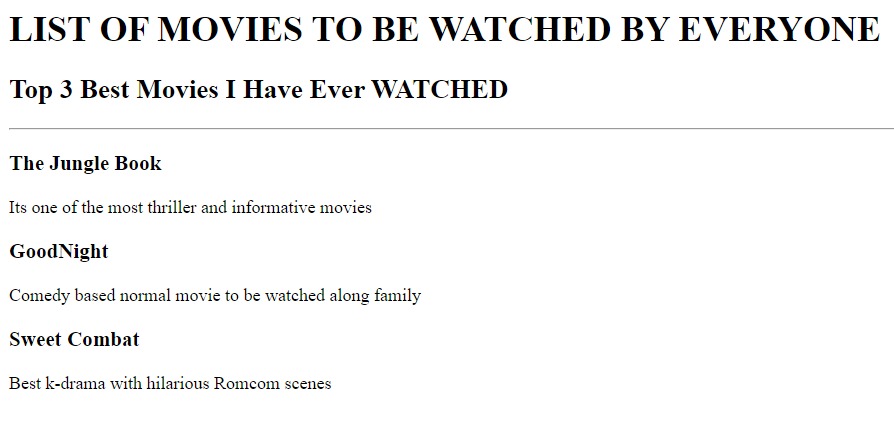 LIST OF MOVIES TO BE WATCHED BY EVERYONE
Top 3 Best Movies I Have Ever WATCHED
The Jungle Book
Its one of the most thriller and informative movies
GoodNight
Comedy based normal movie to be watched along family
Sweet Combat
Best k-drama with hilarious Romcom scenes